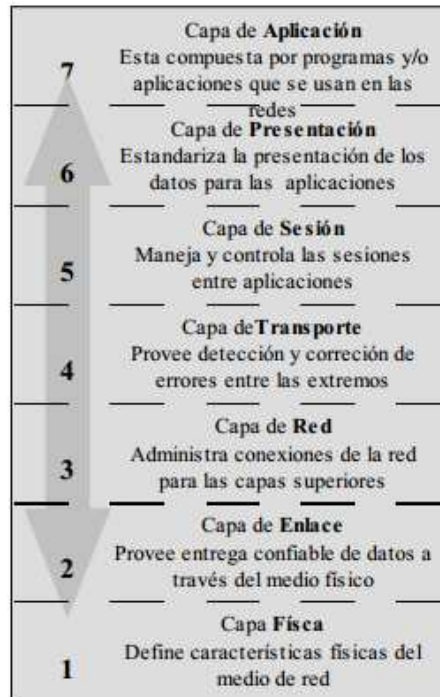 Capa de Aplicación
Esta compuesta por programas y/o
7
aplicaciones que se usan en las
redes
Capa de Presentación
Estandariza la presentación de los
6
datos para las aplicaciones
Capa de Sesión
Maneja y controla las sesiones
5
entre aplicaciones
Capa deTransporte
Provee detección y correción de
4
errores entre las extremos
Capa de Red
Administra conexiones de la red
3
para las capas superiores
Capa de Enlace
Provee entrega confiable de datos a
2
través del medio físico
Capa Físca
Define características físicas del
1
medio de red